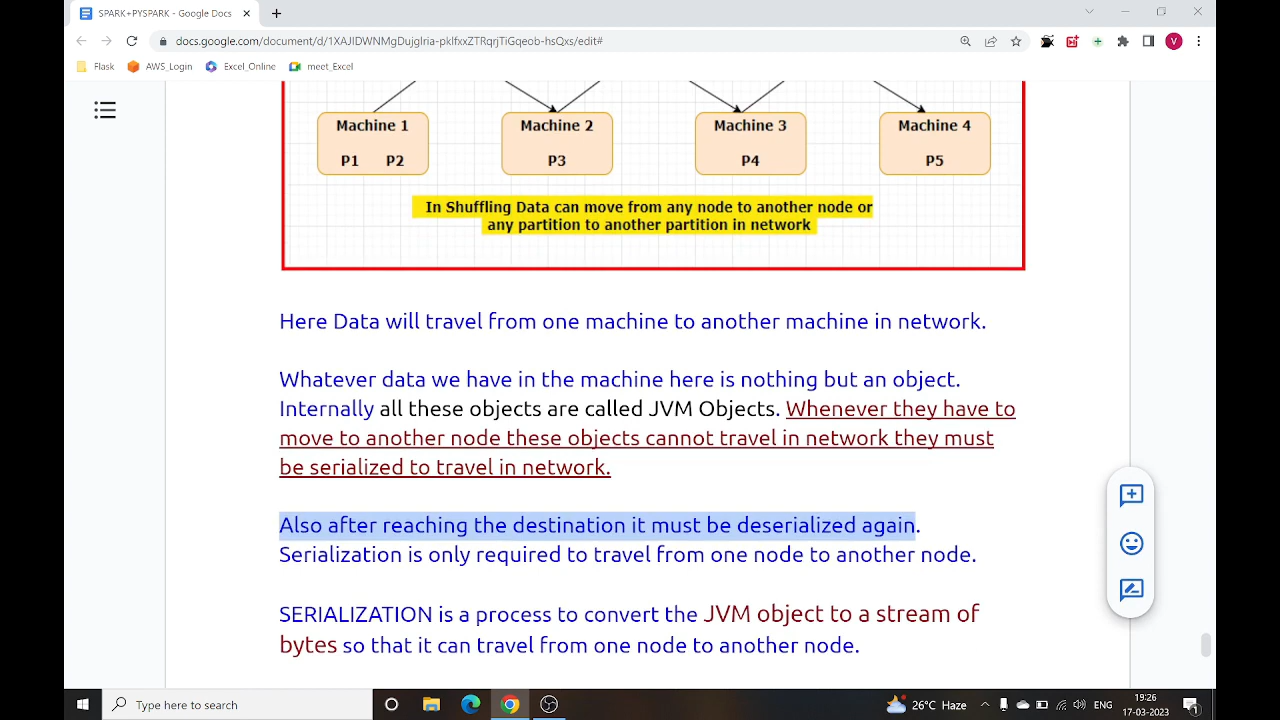 SPARK+PYSPARK - Google Docs
docs.google.com/document/d/1XAJIDWNMgDujgIria-pkIfxxZTRqrjTiGqeob-hsQxs/edit#
V
Flask AWS_Login Excel_Online meet_Excel
Machine 1 Machine 2 Machine 3 Machine 4
P1 P2 P3 P4 P5
In Shuffling Data can move from any node to another node or
any partition to another partition in network
Here Data will travel from one machine to another machine in network.
Whatever data we have in the machine here is nothing but an object.
Internally all these objects are called JVM Objects. Whenever they have to
move to another node these objects cannot travel in network they must
be serialized to travel in network.
Also after reaching the destination it must be deserialized again.
Serialization is only required to travel from one node to another node.
SERIALIZATION is a process to convert the JVM object to a stream of
bytes so that it can travel from one node to another node.
Type here to search
26°C Haze
ENG
19:26
17-03-2023
1